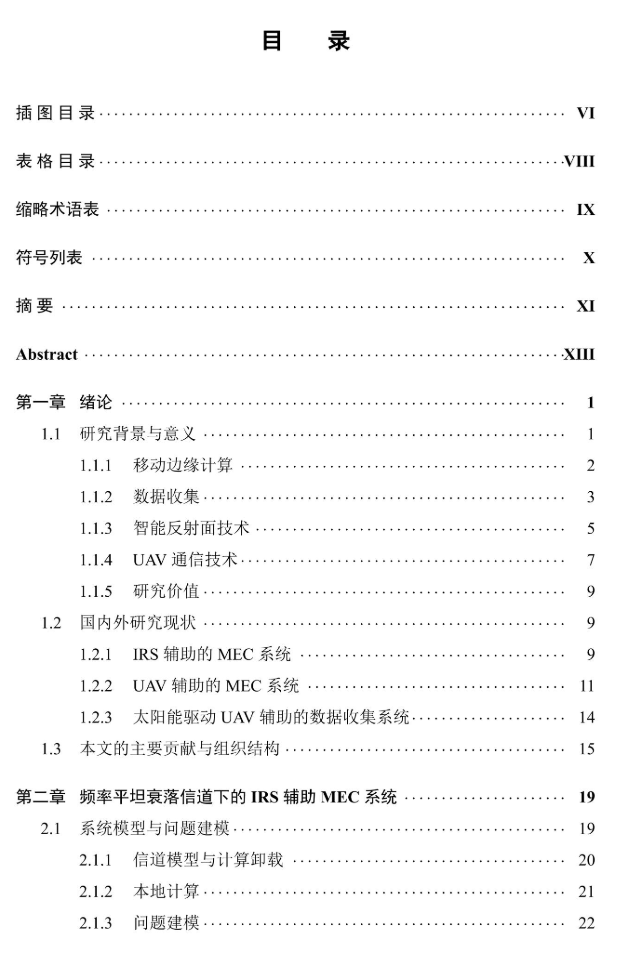 目 录
插 图 目 录 ································ VI
表 格 目 录 ································ VIII
缩略术语表 ································ IX
符号列表 ································ X
摘 要 ································ XI
Abstract ································ XIII
第一章 绪论 ································ 1
1.1 研究背景与意义 ································ 1
1.1.1 移动边缘计算 ································ 2
1.1.2 数据收集 ································ 3
1.1.3 智能反射面技术 ································ 5
1.1.4 UAV 通信技术 ································ 7
1.1.5 研究价值 ································ 9
1.2 国内外研究现状 ································ 9
1.2.1 IRS 辅助的 MEC 系统 ································ 9
1.2.2 UAV 辅助的 MEC 系统 ································ 11
1.2.3 太阳能驱动 UAV 辅助的数据收集系统 ················ 14
1.3 本文的主要贡献与组织结构 ································ 15
第二章 频率平坦衰落信道下的 IRS 辅助 MEC 系统 ················ 19
2.1 系统模型与问题建模 ································ 19
2.1.1 信道模型与计算卸载 ································ 20
2.1.2 本地计算 ································ 21
2.1.3 问题建模 ································ 22